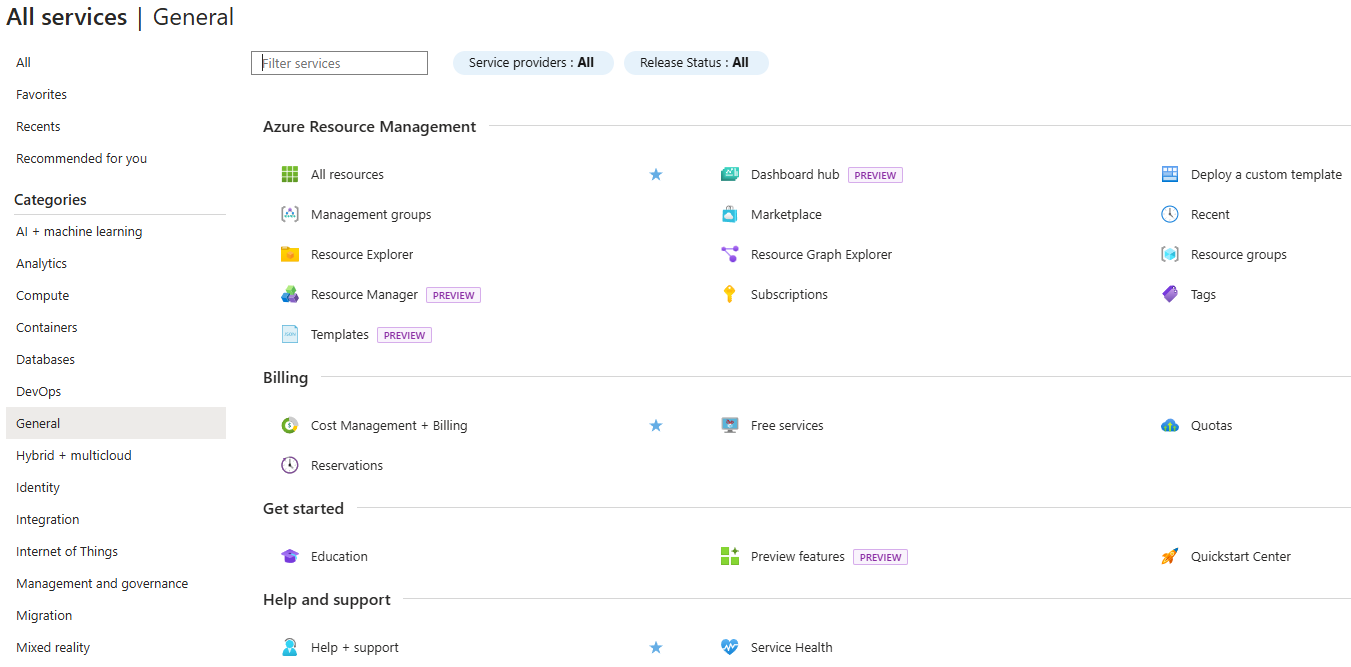 All services | General
All
Favorites
Recents
Recommended for you
Categories
AI + machine learning
Analytics
Compute
Containers
Databases
DevOps
General
Hybrid + multicloud
Identity
Integration
Internet of Things
Management and governance
Migration
Mixed reality
Filter services
Service providers : All
Release Status : All
Azure Resource Management
All resources
Dashboard hub PREVIEW
Deploy a custom template
Management groups
Marketplace
Recent
Resource Explorer
Resource Graph Explorer
Resource groups
Resource Manager PREVIEW
Subscriptions
Tags
Templates PREVIEW
Billing
Cost Management + Billing
Free services
Quotas
Reservations
Get started
Education
Preview features PREVIEW
Quickstart Center
Help and support
Help + support
Service Health